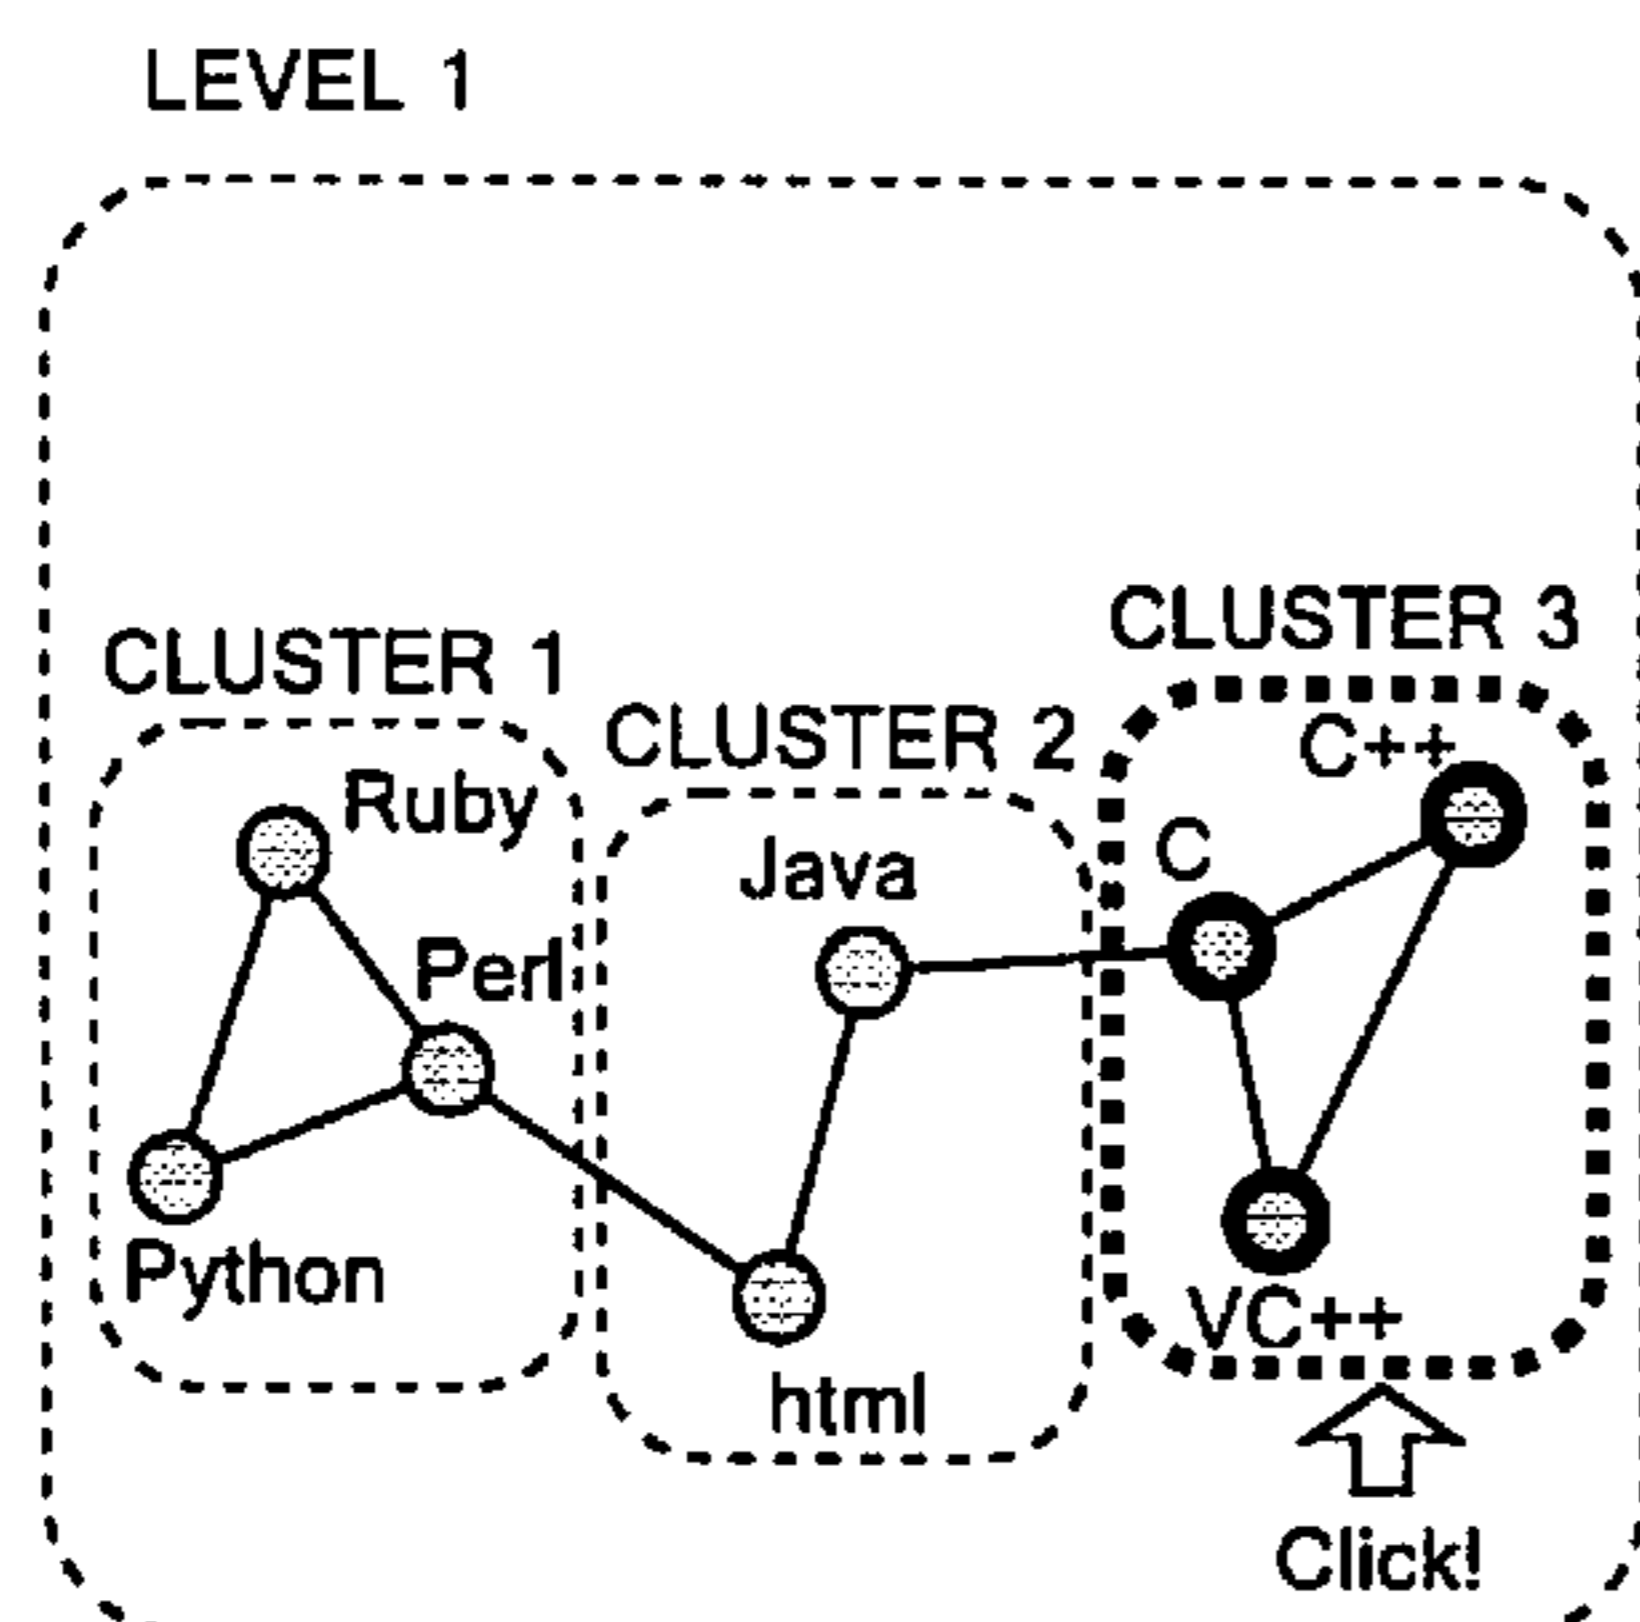 LEVEL 1
CLUSTER 1
Ruby
Perl
Python
CLUSTER 2
Java
html
CLUSTER 3
C++
C
VC++
Click!